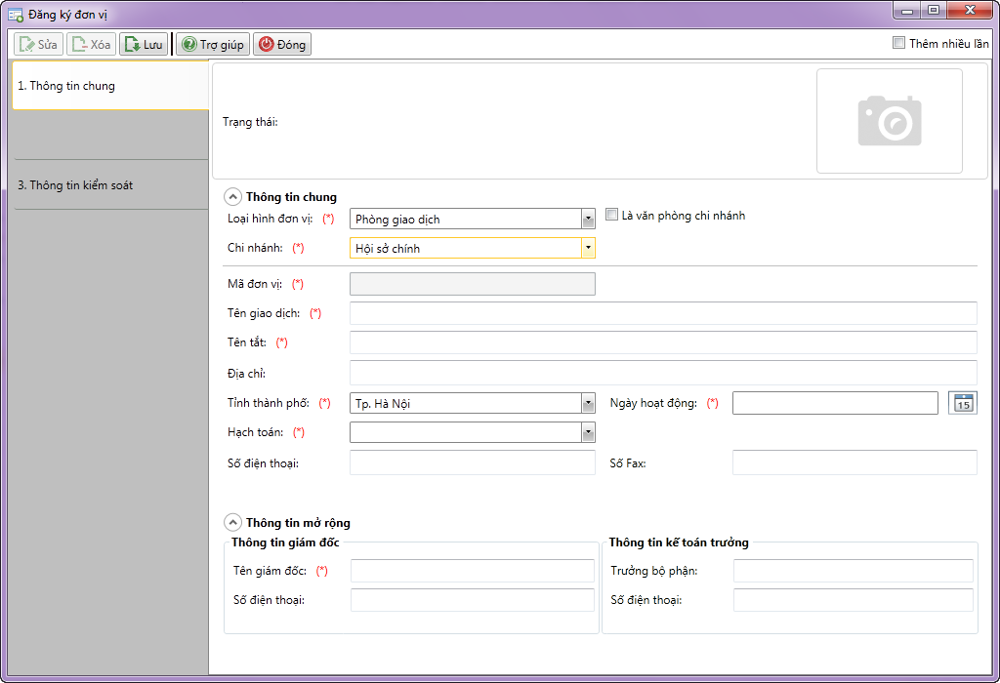 Đăng ký đơn vị
Sửa Xóa Lưu Trợ giúp Đóng Thêm nhiều lần
1. Thông tin chung
3. Thông tin kiểm soát
Trạng thái:
Thông tin chung
Loại hình đơn vị: (*) Phòng giao dịch Là văn phòng chi nhánh
Chi nhánh: (*) Hội sở chính
Mã đơn vị: (*)
Tên giao dịch: (*)
Tên tắt: (*)
Địa chỉ:
Tỉnh thành phố: (*) Tp. Hà Nội Ngày hoạt động: (*) 15
Hạch toán: (*)
Số điện thoại: Số Fax:
Thông tin mở rộng
Thông tin giám đốc Thông tin kế toán trưởng
Tên giám đốc: (*) Trưởng bộ phận:
Số điện thoại: Số điện thoại: